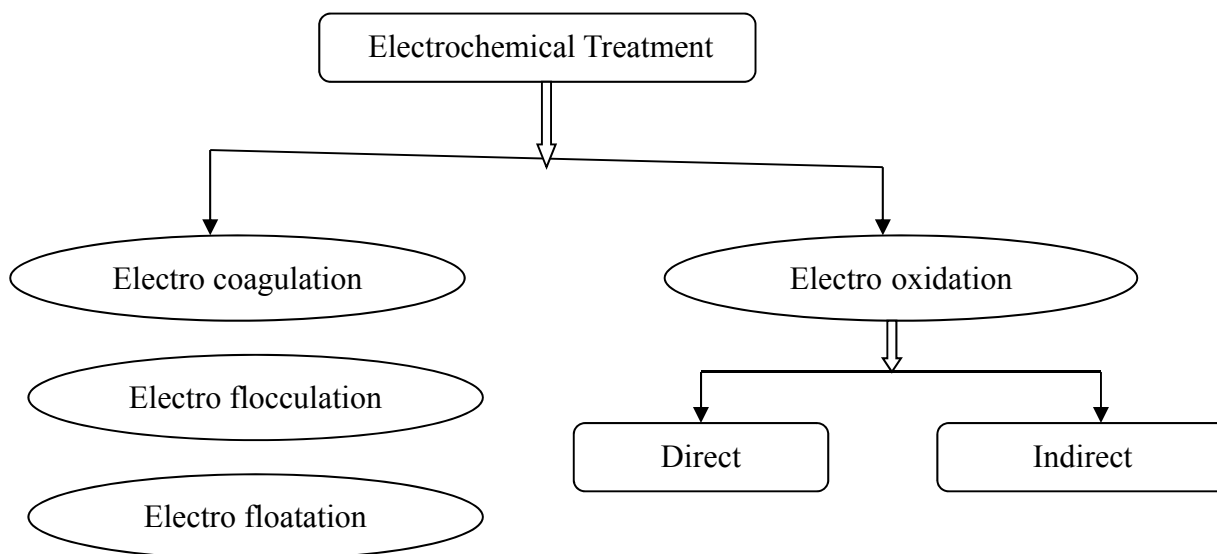 Electrochemical Treatment
Electro coagulation
Electro oxidation
Electro flocculation
Direct
Indirect
Electro floatation